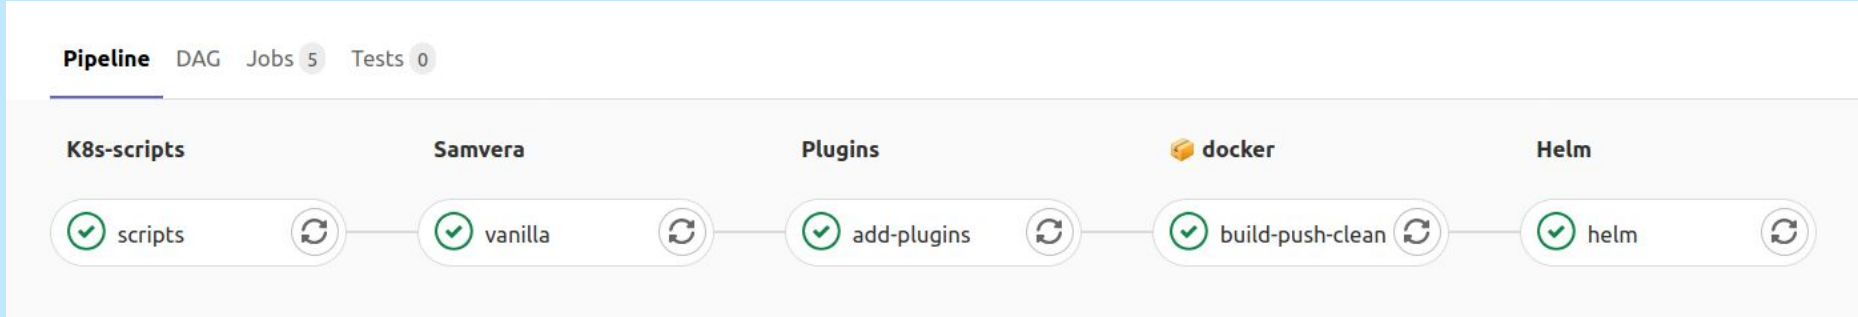 Pipeline DAG Jobs 5 Tests 0
K8s-scripts Samvera Plugins 📦 docker Helm
scripts vanilla add-plugins build-push-clean helm